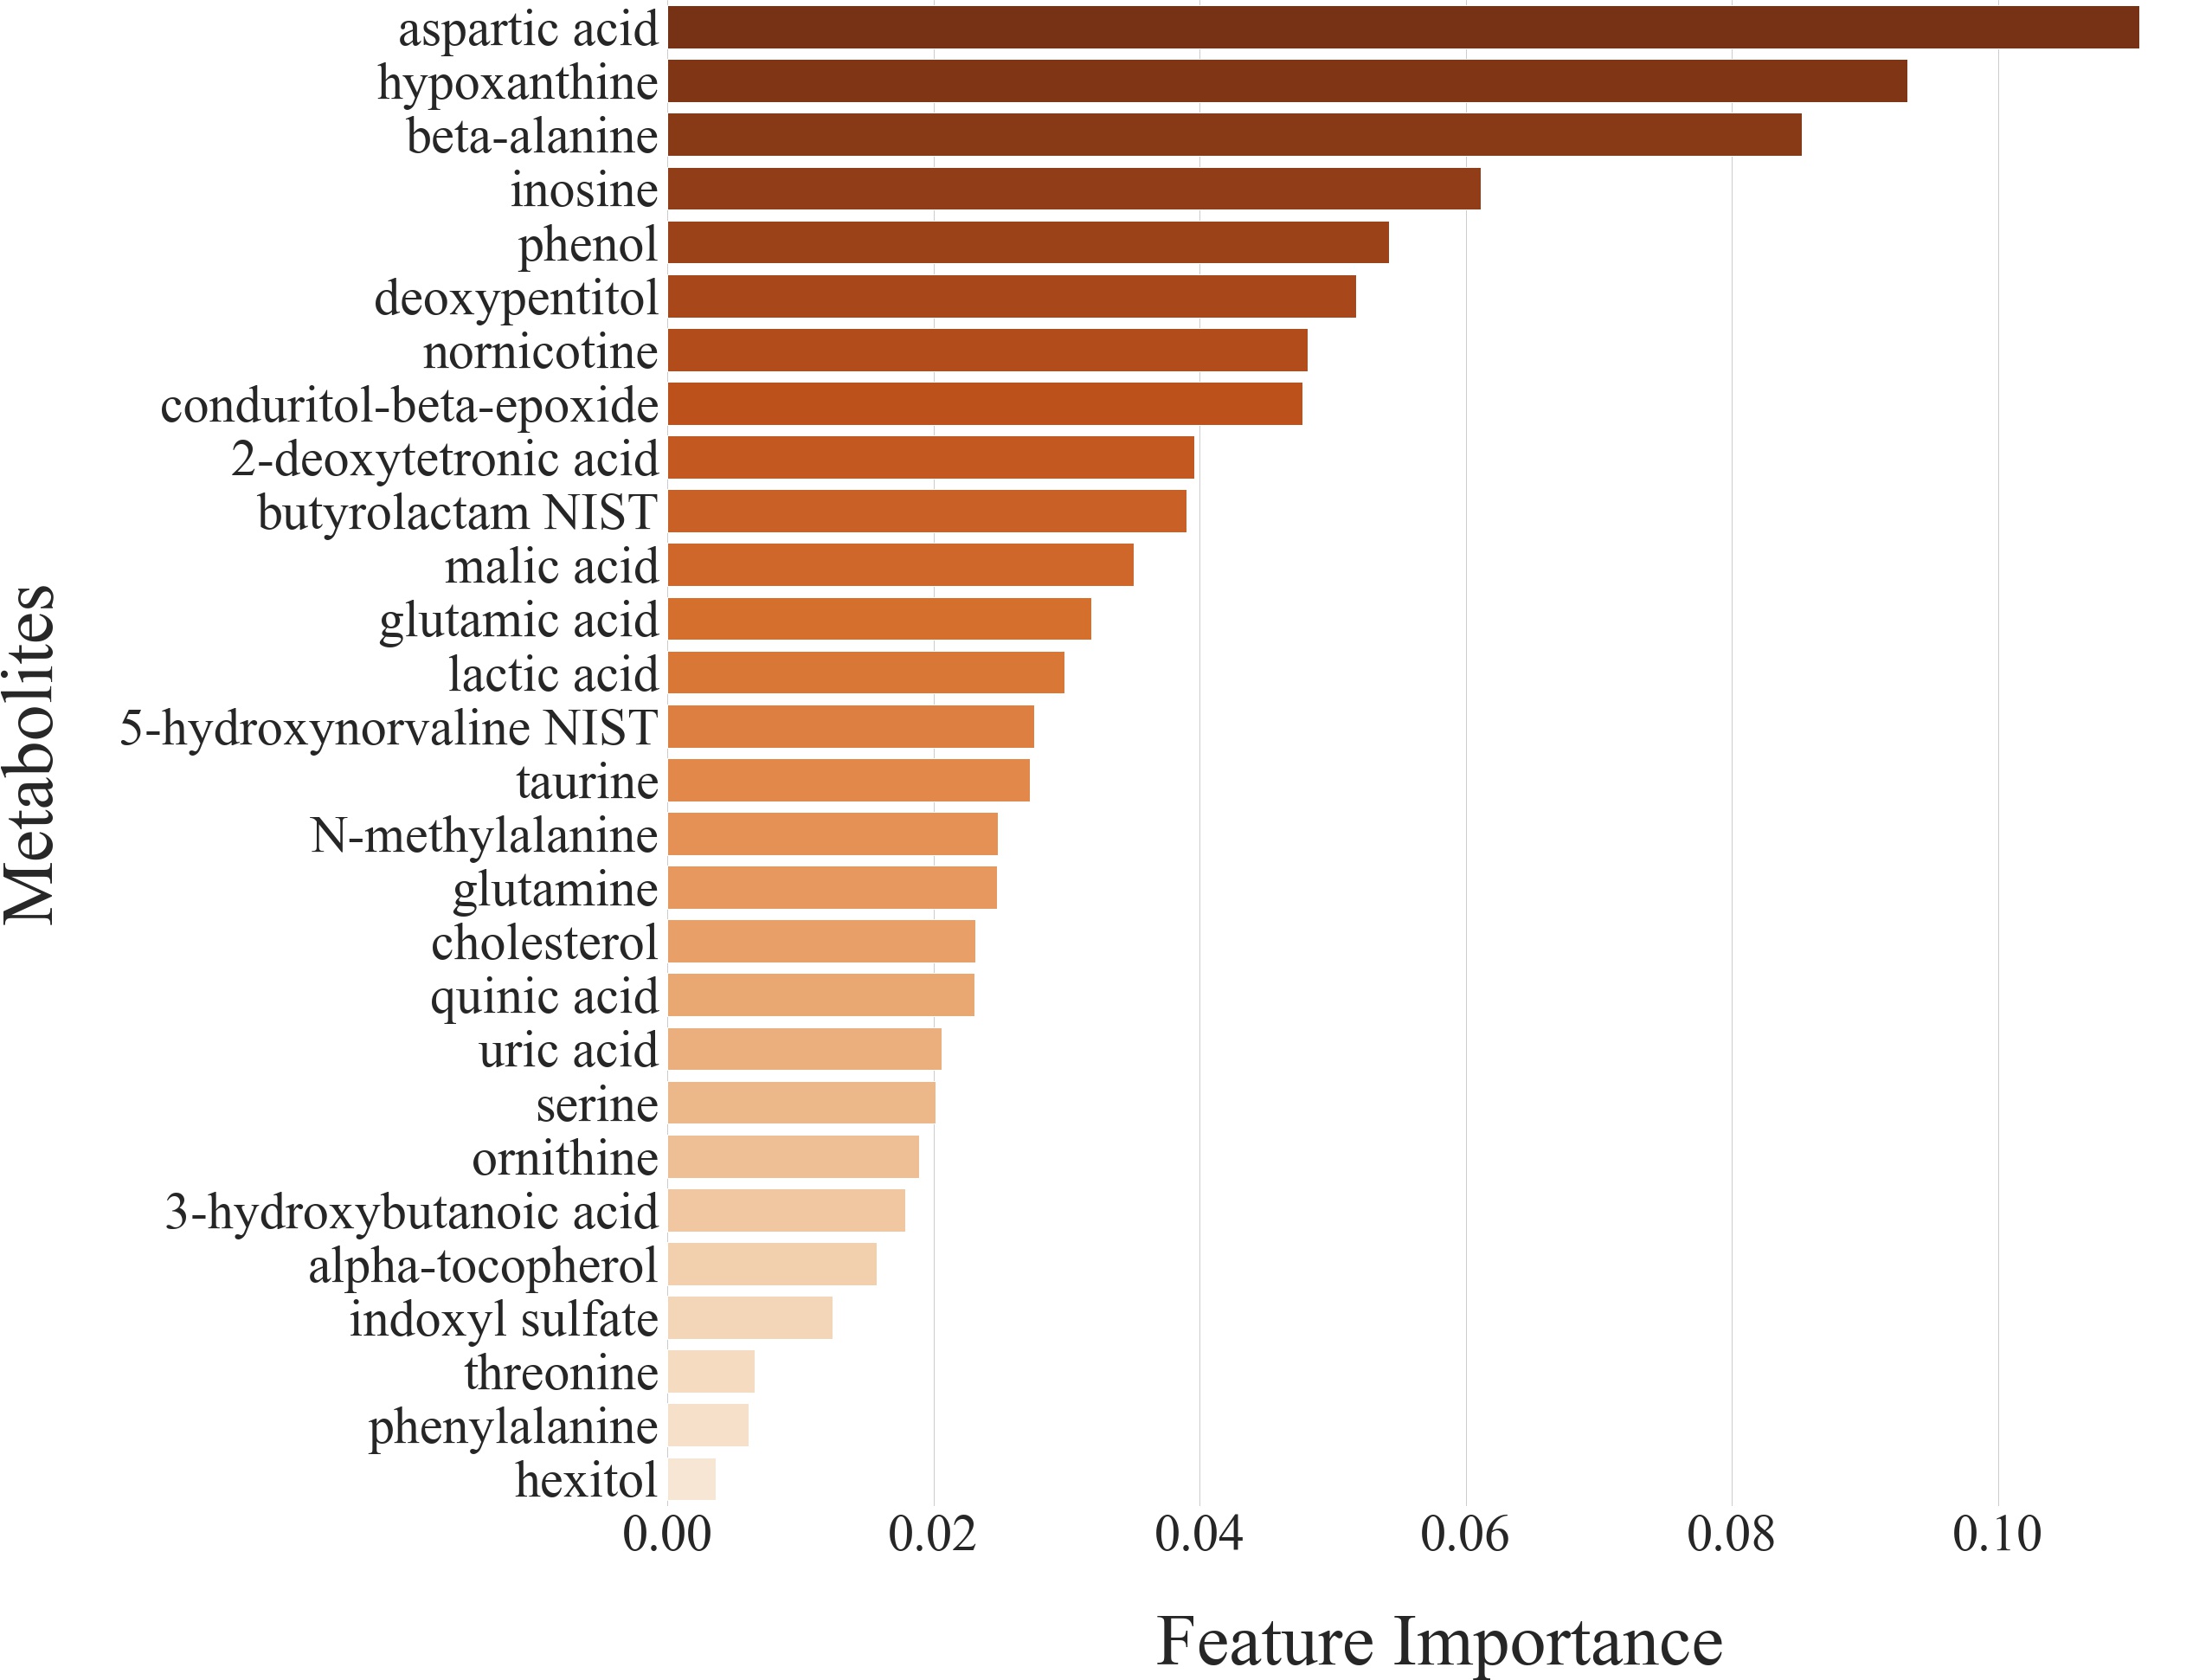 aspartic acid
hypoxanthine
beta-alanine
inosine
phenol
deoxypentitol
nornicotine
conduritol-beta-epoxide
2-deoxytetronic acid
butyrolactam NIST
malic acid
glutamic acid
lactic acid
5-hydroxynorvaline NIST
taurine
N-methylalanine
glutamine
cholesterol
quinic acid
uric acid
serine
ornithine
3-hydroxybutanoic acid
alpha-tocopherol
indoxyl sulfate
threonine
phenylalanine
hexitol
Metabolites
0.00 0.02 0.04 0.06 0.08 0.10
Feature Importance